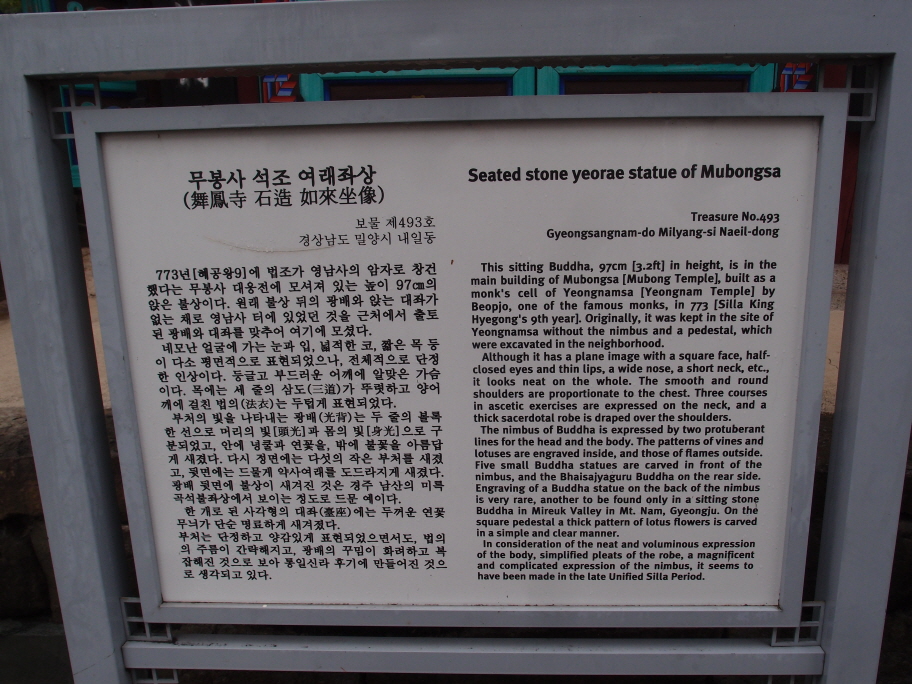 무봉사 석조 여래좌상
(舞鳳寺 石造 如來坐像)
보물 제493호
경상남도 밀양시 내일동
773년[혜공왕9]에 법조가 영남사의 암자로 창건
했다는 무봉사 대웅전에 모셔져 있는 높이 97㎝의
앉은 불상이다. 원래 불상 뒤의 광배와 앉는 대좌가
없는 채로 영남사 터에 있었던 것을 근처에서 출토
된 광배와 대좌를 맞추어 여기에 모셨다.
네모난 얼굴에 가는 눈과 입, 넓적한 코, 짧은 목 등
이 다소 평면적으로 표현되었으나, 전체적으로 단정
한 인상이다. 둥글고 부드러운 어깨에 알맞은 가슴
이다. 목에는 세 줄의 삼도(三道)가 뚜렷하고 양어
깨에 걸친 법의(法衣)는 두텁게 표현되었다.
부처의 빛을 나타내는 광배(光背)는 두 줄의 볼록
한 선으로 머리의 빛[頭光]과 몸의 빛[身光]으로 구
분되었고, 안에 넝쿨과 연꽃을, 밖에 불꽃을 아름답
게 새겼다. 다시 정면에는 다섯의 작은 부처를 새겼
고, 뒷면에는 드물게 약사여래를 도드라지게 새겼다.
광배 뒷면에 불상이 새겨진 것은 경주 남산의 미륵
곡석불좌상에서 보이는 정도로 드문 예이다.
한 개로 된 사각형의 대좌(臺座)에는 두꺼운 연꽃
무늬가 단순 명료하게 새겨졌다.
부처는 단정하고 양감있게 표현되었으면서도, 법의
의 주름이 간략해지고, 광배의 꾸밈이 화려하고 복
잡해진 것으로 보아 통일신라 후기에 만들어진 것으
로 생각되고 있다.
Seated stone yeorae statue of Mubongsa
Treasure No.493
Gyeongsangnam-do Milyang-si Naeil-dong
This sitting Buddha, 97cm [3.2ft] in height, is in the
main building of Mubongsa [Mubong Temple], built as a
monk's cell of Yeongnamsa [Yeongnam Temple] by
Beopjo, one of the famous monks, in 773 [Silla King
Hyegong's 9th year]. Originally, it was kept in the site of
Yeongnamsa without the nimbus and a pedestal, which
were excavated in the neighborhood.
Although it has a plane image with a square face, half-
closed eyes and thin lips, a wide nose, a short neck, etc.,
it looks neat on the whole. The smooth and round
shoulders are proportionate to the chest. Three courses
in ascetic exercises are expressed on the neck, and a
thick sacerdotal robe is draped over the shoulders.
The nimbus of Buddha is expressed by two protuberant
lines for the head and the body. The patterns of vines and
lotuses are engraved inside, and those of flames outside.
Five small Buddha statues are carved in front of the
nimbus, and the Bhaisajyaguru Buddha on the rear side.
Engraving of a Buddha statue on the back of the nimbus
is very rare, another to be found only in a sitting stone
Buddha in Mireuk Valley in Mt. Nam, Gyeongju. On the
square pedestal a thick pattern of lotus flowers is carved
in a simple and clear manner.
In consideration of the neat and voluminous expression
of the body, simplified pleats of the robe, a magnificent
and complicated expression of the nimbus, it seems to
have been made in the late Unified Silla Period.